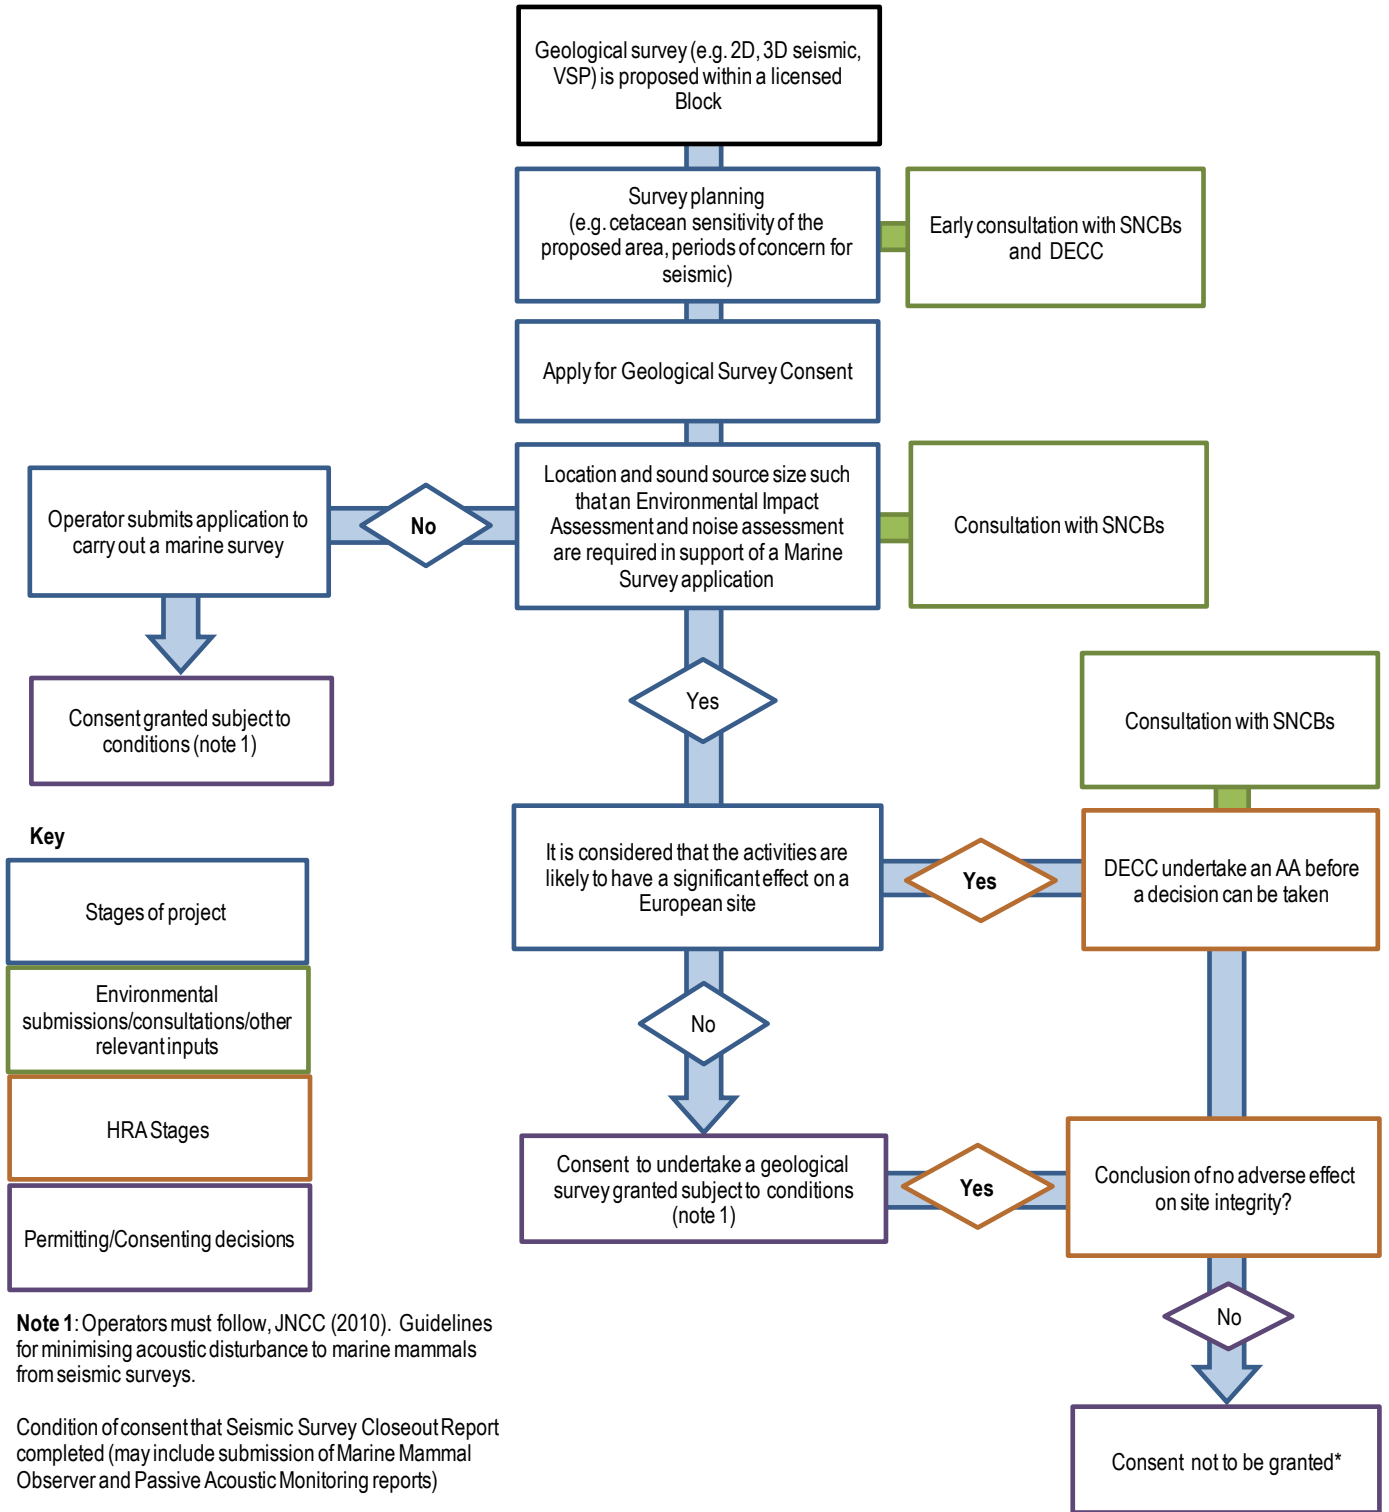 Geological survey (e.g. 2D, 3D seismic,
VSP) is proposed within a licensed
Block
Survey planning
(e.g. cetacean sensitivity of the
proposed area, periods of concern for
seismic)
Early consultation with SNCBs
and DECC
Apply for Geological Survey Consent
Location and sound source size such
that an Environmental Impact
Assessment and noise assessment
are required in support of a Marine
Survey application
Consultation with SNCBs
No
Operator submits application to
carry out a marine survey
Consent granted subject to
conditions (note 1)
Yes
Consultation with SNCBs
It is considered that the activities are
likely to have a significant effect on a
European site
Yes
DECC undertake an AA before
a decision can be taken
No
Consent to undertake a geological
survey granted subject to conditions
(note 1)
Yes
Conclusion of no adverse effect
on site integrity?
No
Consent not to be granted*
Key
Stages of project
Environmental
submissions/consultations/other
relevant inputs
HRA Stages
Permitting/Consenting decisions
Note 1: Operators must follow, JNCC (2010). Guidelines
for minimising acoustic disturbance to marine mammals
from seismic surveys.
Condition of consent that Seismic Survey Closeout Report
completed (may include submission of Marine Mammal
Observer and Passive Acoustic Monitoring reports)